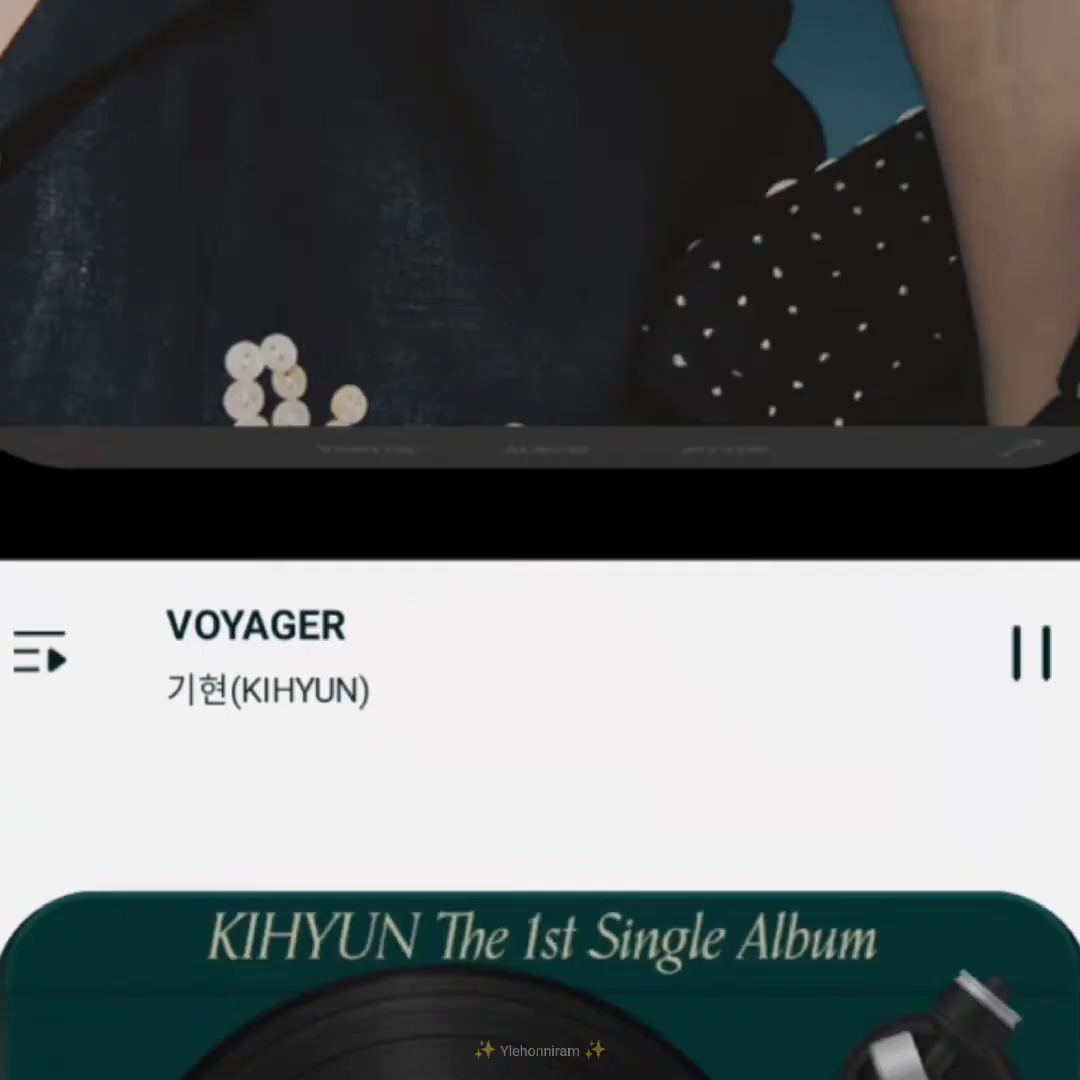 VOYAGER
기현(KIHYUN)
KIHYUN The 1st Single Album
✨ Ylehonniram ✨